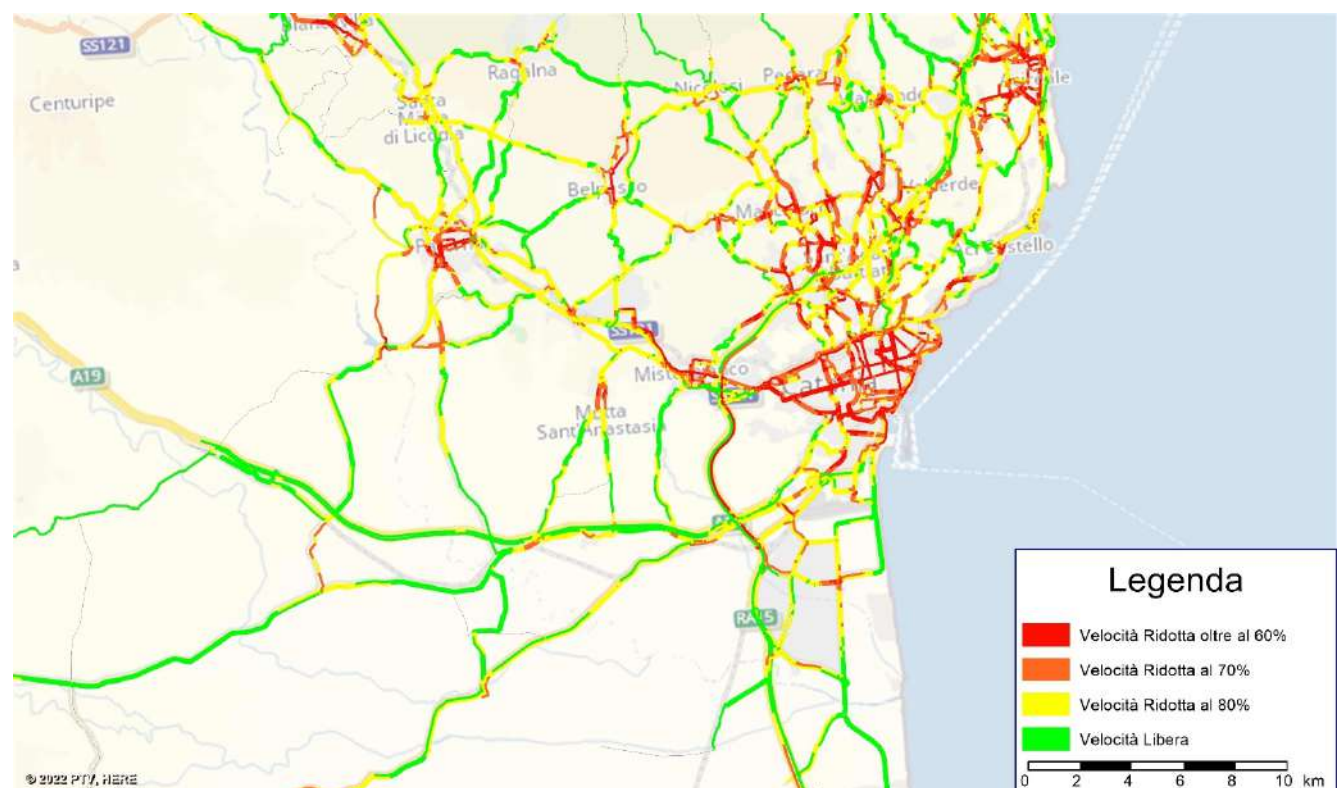 SS121
Centuripe
Ragalna
Nicolosi
Pedara
Santa
Maria
di Licodia
Belpasso
Valverde
Aci Castello
SS121
A19
Misterbianco
Catania
Motta
Sant'Anastasia
RA15
Legenda
Velocità Ridotta oltre al 60%
Velocità Ridotta al 70%
Velocità Ridotta al 80%
Velocità Libera
0 2 4 6 8 10 km
© 2022 PTV, HERE